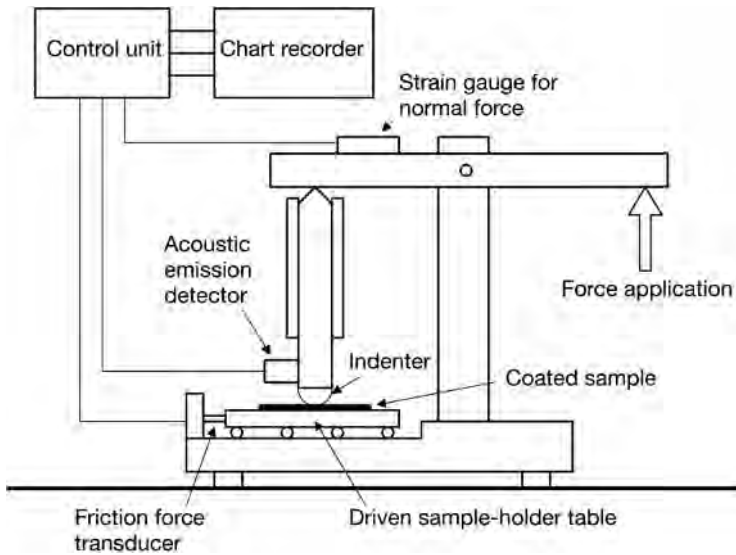 Control unit
Chart recorder
Strain gauge for
normal force
Acoustic
emission
detector
Force application
Indenter
Coated sample
Friction force
transducer
Driven sample-holder table